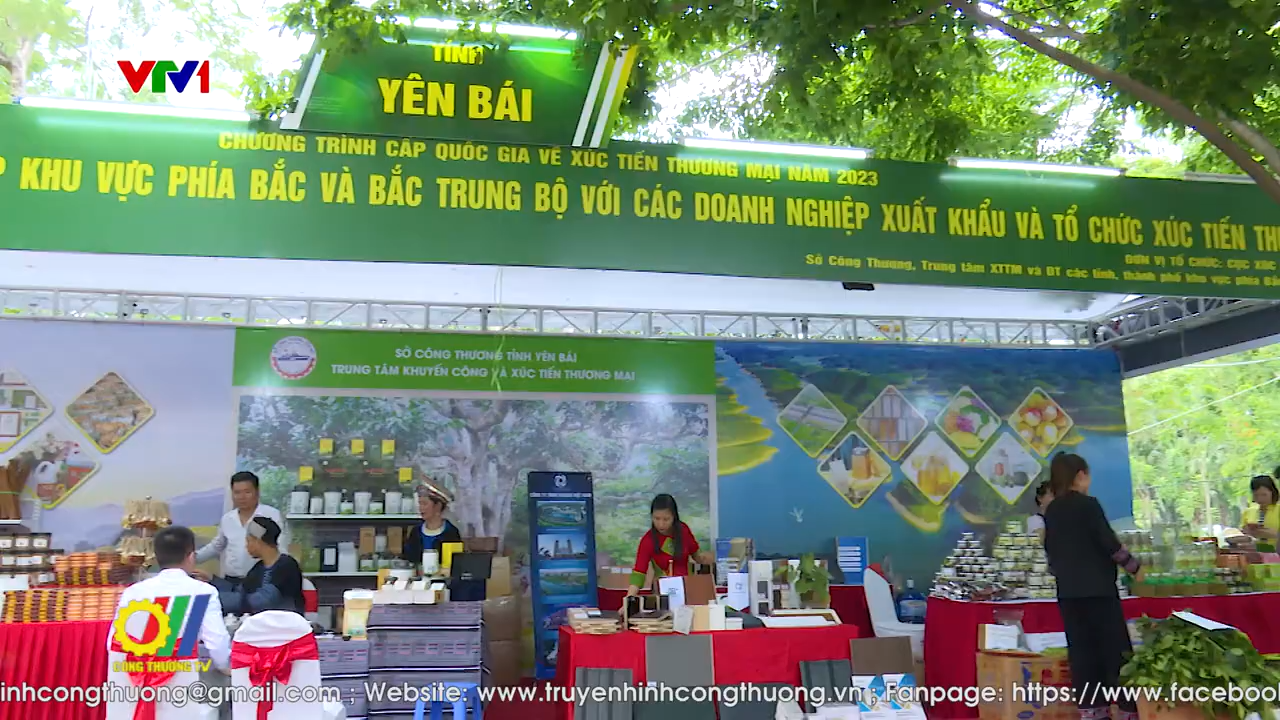 VTV1
TỈNH
YÊN BÁI
CHƯƠNG TRÌNH CẤP QUỐC GIA VỀ XÚC TIẾN THƯƠNG MẠI NĂM 2023
KHU VỰC PHÍA BẮC VÀ BẮC TRUNG BỘ VỚI CÁC DOANH NGHIỆP XUẤT KHẨU VÀ TỔ CHỨC XÚC TIẾN
ĐƠN VỊ TỔ CHỨC: CỤC XÚC
Sở Công Thương, Trung tâm XTTM và ĐT các tỉnh, thành phố khu vực phía Bắc
SỞ CÔNG THƯƠNG TỈNH YÊN BÁI
TRUNG TÂM KHUYẾN CÔNG VÀ XÚC TIẾN THƯƠNG MẠI
CÔNG THƯƠNG TV
inhcongthuong@gmail.com ; Website: www.truyenhinhcongthuong.vn ; Fanpage: https://www.facebo